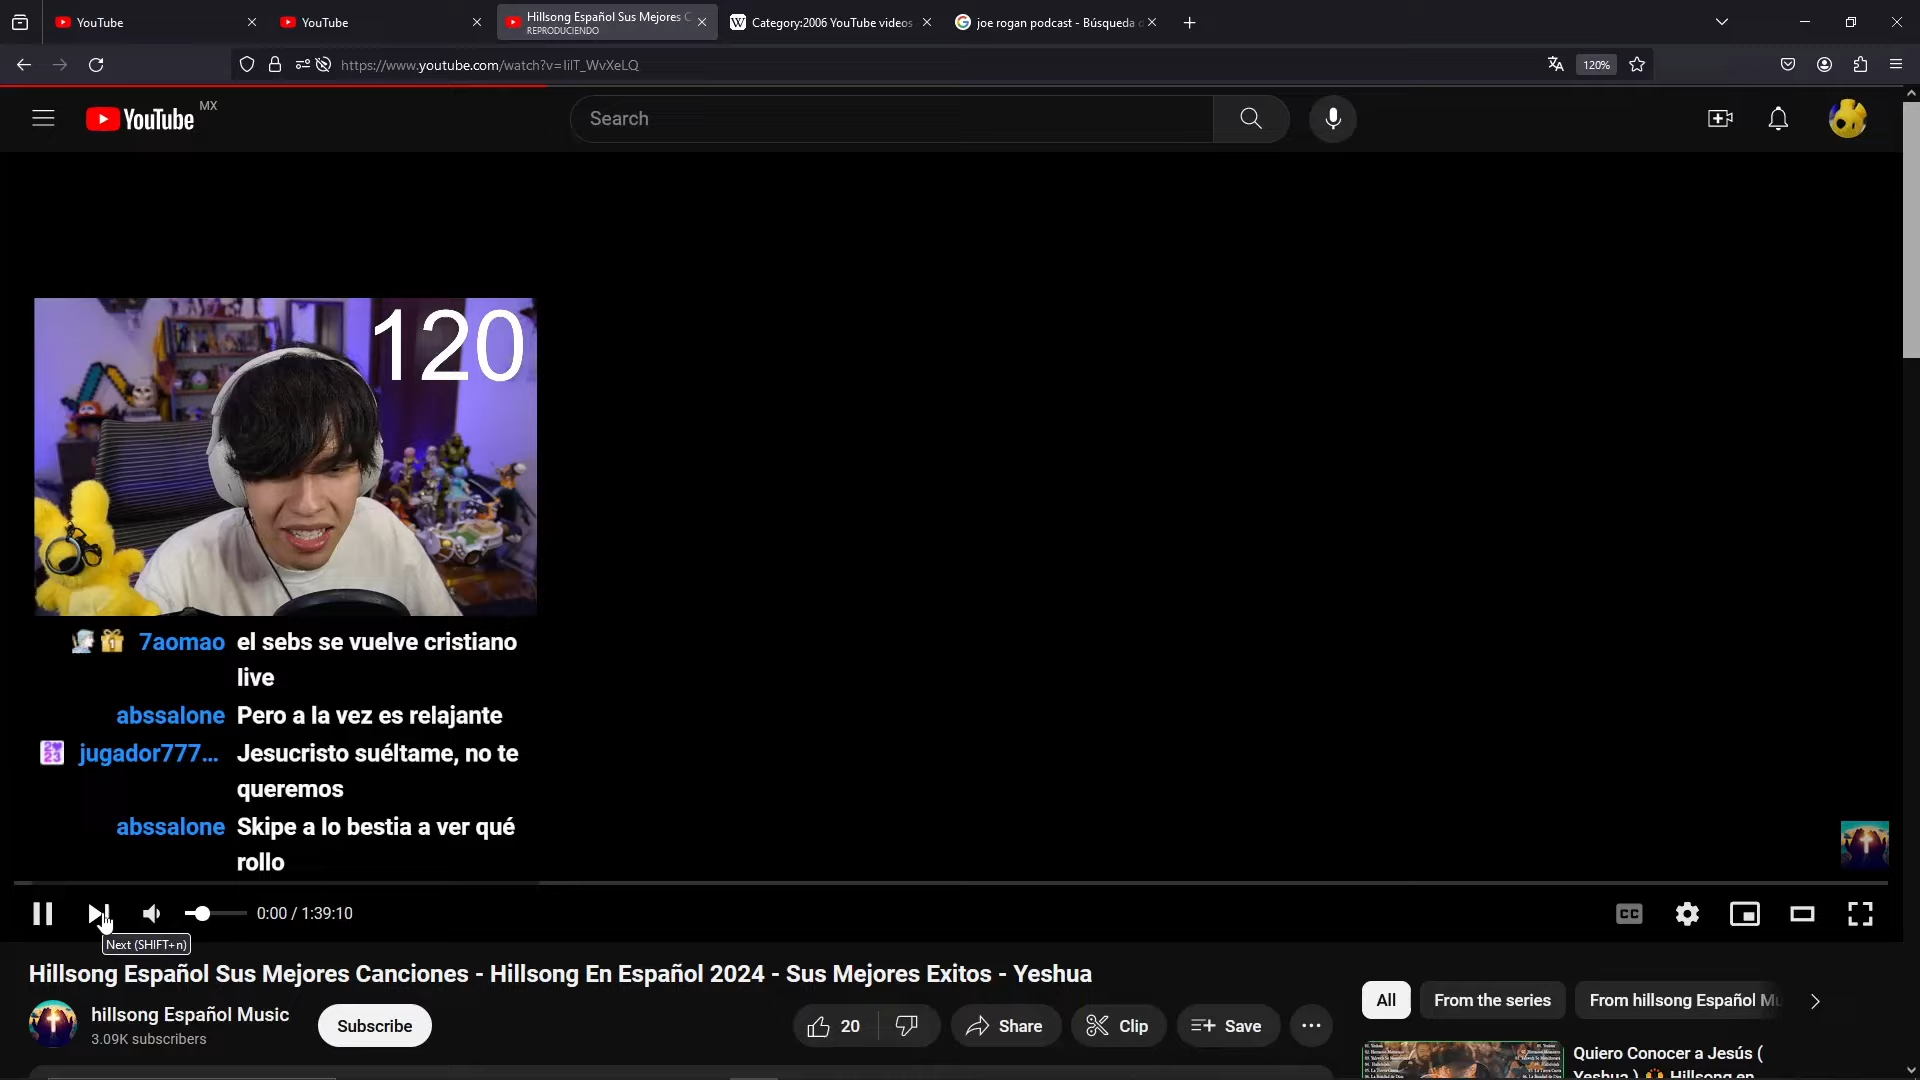 YouTube
YouTube
Hillsong Español Sus Mejores C
REPRODUCIENDO
Category:2006 YouTube videos
joe rogan podcast - Búsqueda
https://www.youtube.com/watch?v=liIT_WvXeLQ
120%
YouTube MX
Search
120
7aomao el sebs se vuelve cristiano
live
abssalone Pero a la vez es relajante
jugador777... Jesucristo suéltame, no te
queremos
abssalone Skipe a lo bestia a ver qué
rollo
0:00 / 1:39:10
CC
Next (SHIFT+n)
Hillsong Español Sus Mejores Canciones - Hillsong En Español 2024 - Sus Mejores Exitos - Yeshua
hillsong Español Music
3.09K subscribers
Subscribe
20
Share
Clip
Save
All
From the series
From hillsong Español Mu
Quiero Conocer a Jesús (
Yeshua ) Hillsong en